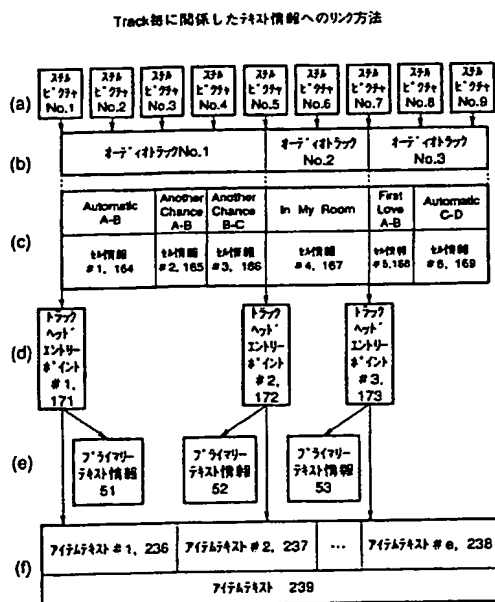 Track毎に関係したテキスト情報へのリンク方法
(a)
スチル ピクチャ No.1
スチル ピクチャ No.2
スチル ピクチャ No.3
スチル ピクチャ No.4
スチル ピクチャ No.5
スチル ピクチャ No.6
スチル ピクチャ No.7
スチル ピクチャ No.8
スチル ピクチャ No.9
(b)
オーディオトラックNo.1
オーディオトラック No.2
オーディオトラック No.3
(c)
Automatic A-B
Another Chance A-B
Another Chance B-C
In My Room
First Love A-B
Automatic C-D
セル情報 #1, 164
セル情報 #2, 165
セル情報 #3, 166
セル情報 #4, 167
セル情報 #5,168
セル情報 #6, 169
(d)
トラック ヘッド エントリー ポイント #1, 171
トラック ヘッド エントリー ポイント #2, 172
トラック ヘッド エントリー ポイント #3, 173
(e)
プライマリー テキスト情報 51
プライマリー テキスト情報 52
プライマリー テキスト情報 53
(f)
アイテムテキスト #1, 236
アイテムテキスト #2, 237
…
アイテムテキスト #e, 238
アイテムテキスト 239